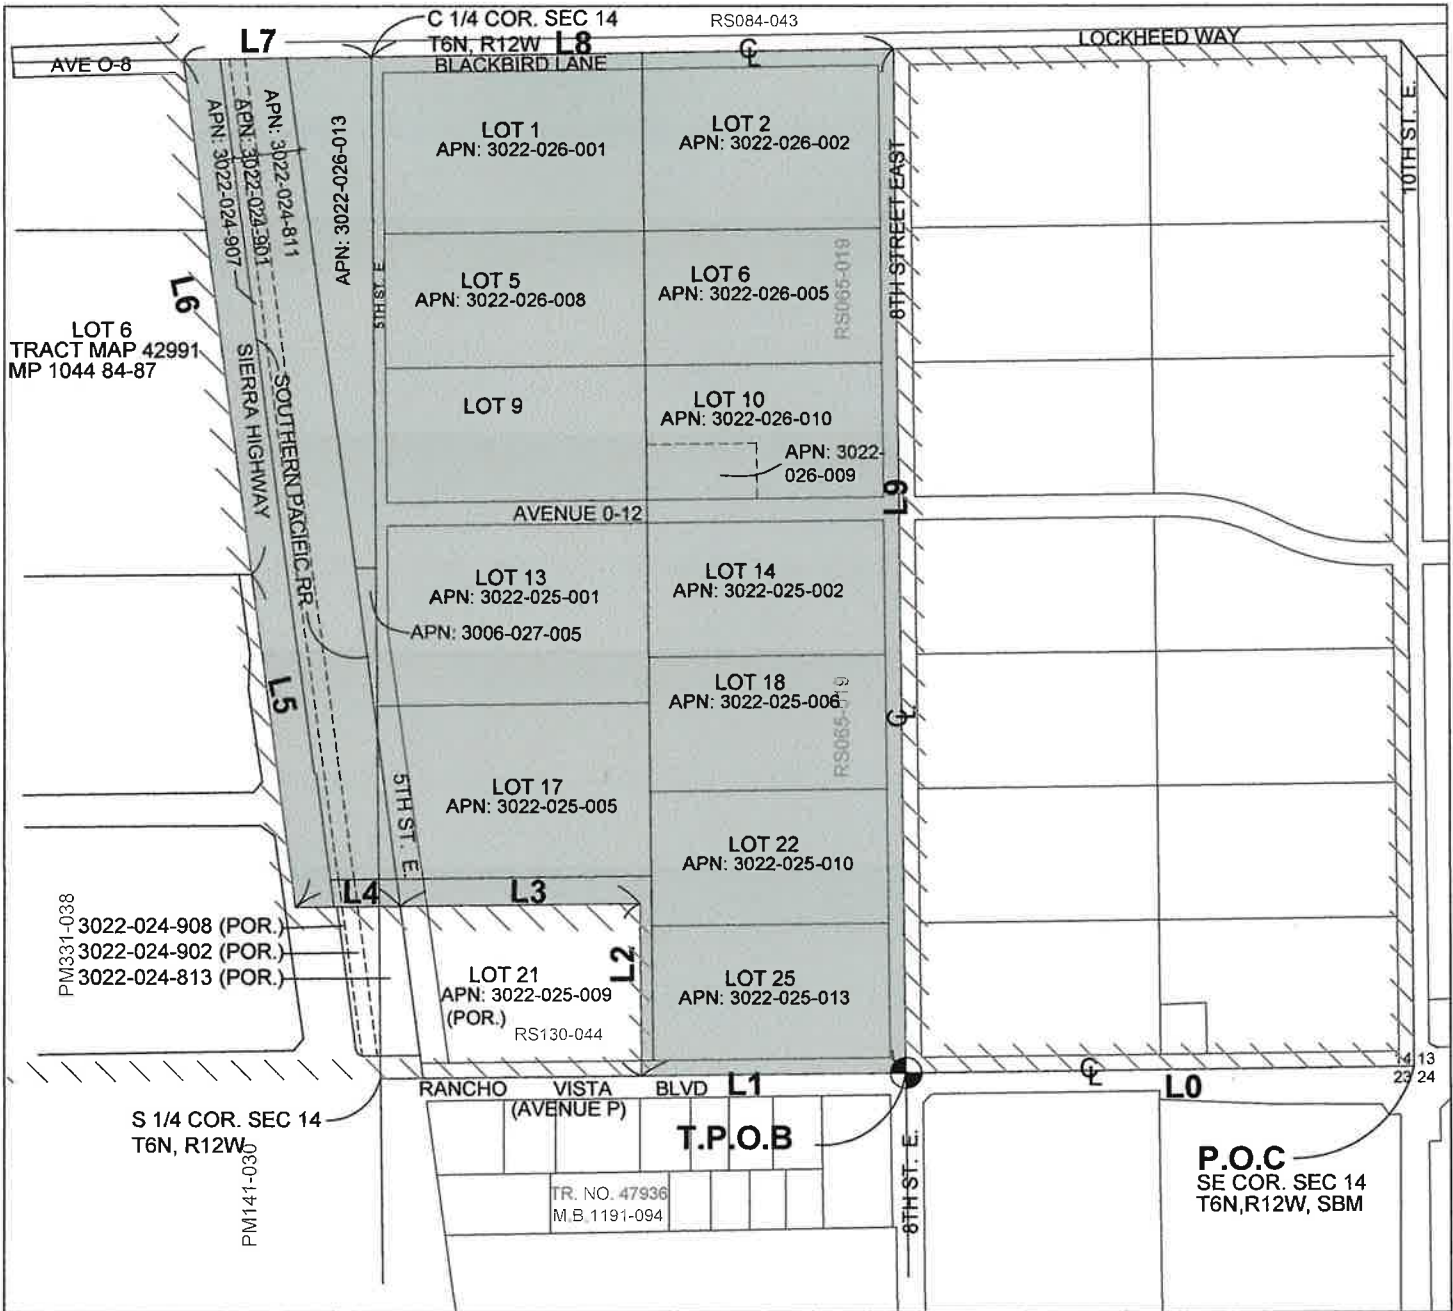 C 1/4 COR. SEC 14
T6N, R12W
RS084-043
L7
L8
C L
LOCKHEED WAY
AVE O-8
BLACKBIRD LANE
10TH ST. E.
APN: 3022-024-907
APN: 3022-024-901
APN: 3022-024-811
APN: 3022-026-013
LOT 1
APN: 3022-026-001
LOT 2
APN: 3022-026-002
8TH STREET EAST
5TH ST. E
LOT 5
APN: 3022-026-008
LOT 6
APN: 3022-026-005
RS065-019
L6
LOT 6
TRACT MAP 42991
MP 1044 84-87
SIERRA HIGHWAY
SOUTHERN PACIFIC RR
LOT 9
LOT 10
APN: 3022-026-010
APN: 3022-
026-009
L9
AVENUE 0-12
LOT 13
APN: 3022-025-001
LOT 14
APN: 3022-025-002
APN: 3006-027-005
L5
LOT 18
APN: 3022-025-006
RS065-019
C L
LOT 17
APN: 3022-025-005
5TH ST. E.
LOT 22
APN: 3022-025-010
L4
L3
PM331-038
3022-024-908 (POR.)
3022-024-902 (POR.)
3022-024-813 (POR.)
L2
LOT 21
APN: 3022-025-009
(POR.)
RS130-044
LOT 25
APN: 3022-025-013
14 13
23 24
RANCHO VISTA BLVD
(AVENUE P)
L1
C L
L0
S 1/4 COR. SEC 14
T6N, R12W
PM141-030
T.P.O.B
8TH ST. E.
P.O.C
SE COR. SEC 14
T6N,R12W, SBM
TR. NO. 47936
M.B.1191-094